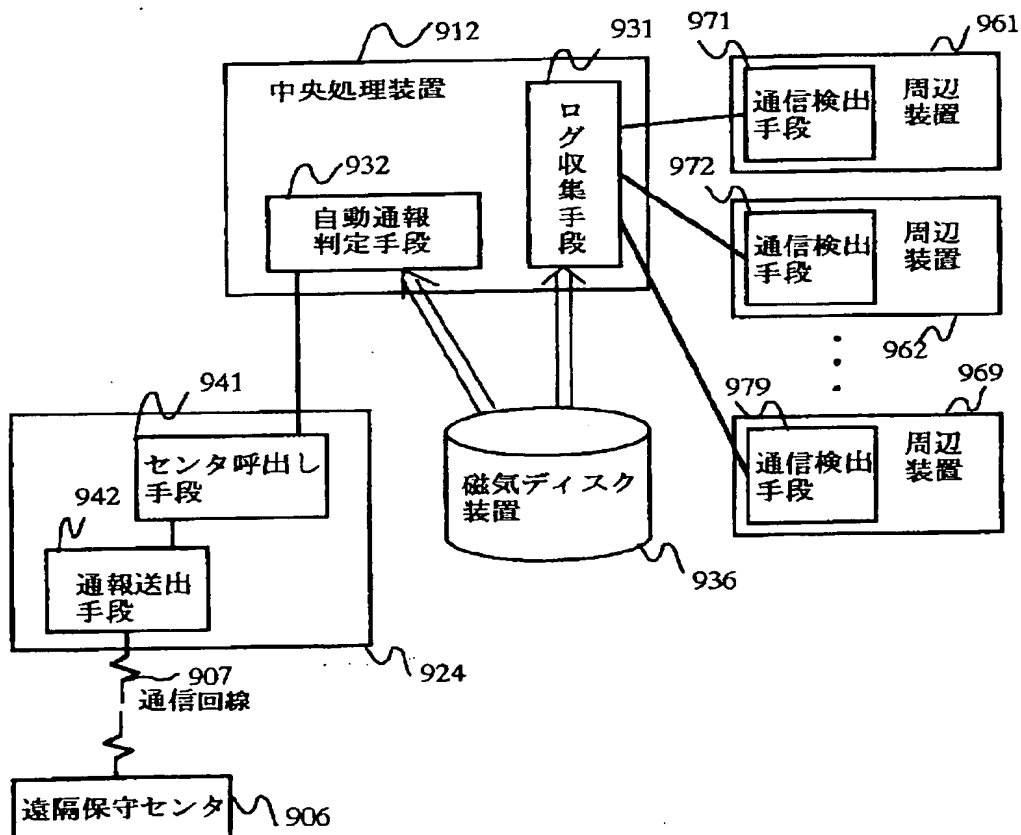 912
931
971
961
中央処理装置
ログ収集手段
通信検出
手段
周辺
装置
932
自動通報
判定手段
972
通信検出
手段
周辺
装置
962
941
センタ呼出し
手段
979
969
通信検出
手段
周辺
装置
942
通報送出
手段
磁気ディスク
装置
936
924
907
通信回線
遠隔保守センタ
906